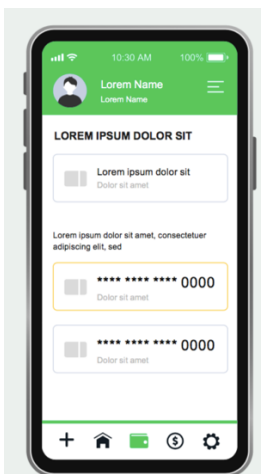 10:30 AM 100%
Lorem Name
Lorem Name
LOREM IPSUM DOLOR SIT
Lorem ipsum dolor sit
Dolor sit amet
Lorem ipsum dolor sit amet, consectetuer
adipiscing elit, sed
**** **** **** 0000
Dolor sit amet
**** **** **** 0000
Dolor sit amet